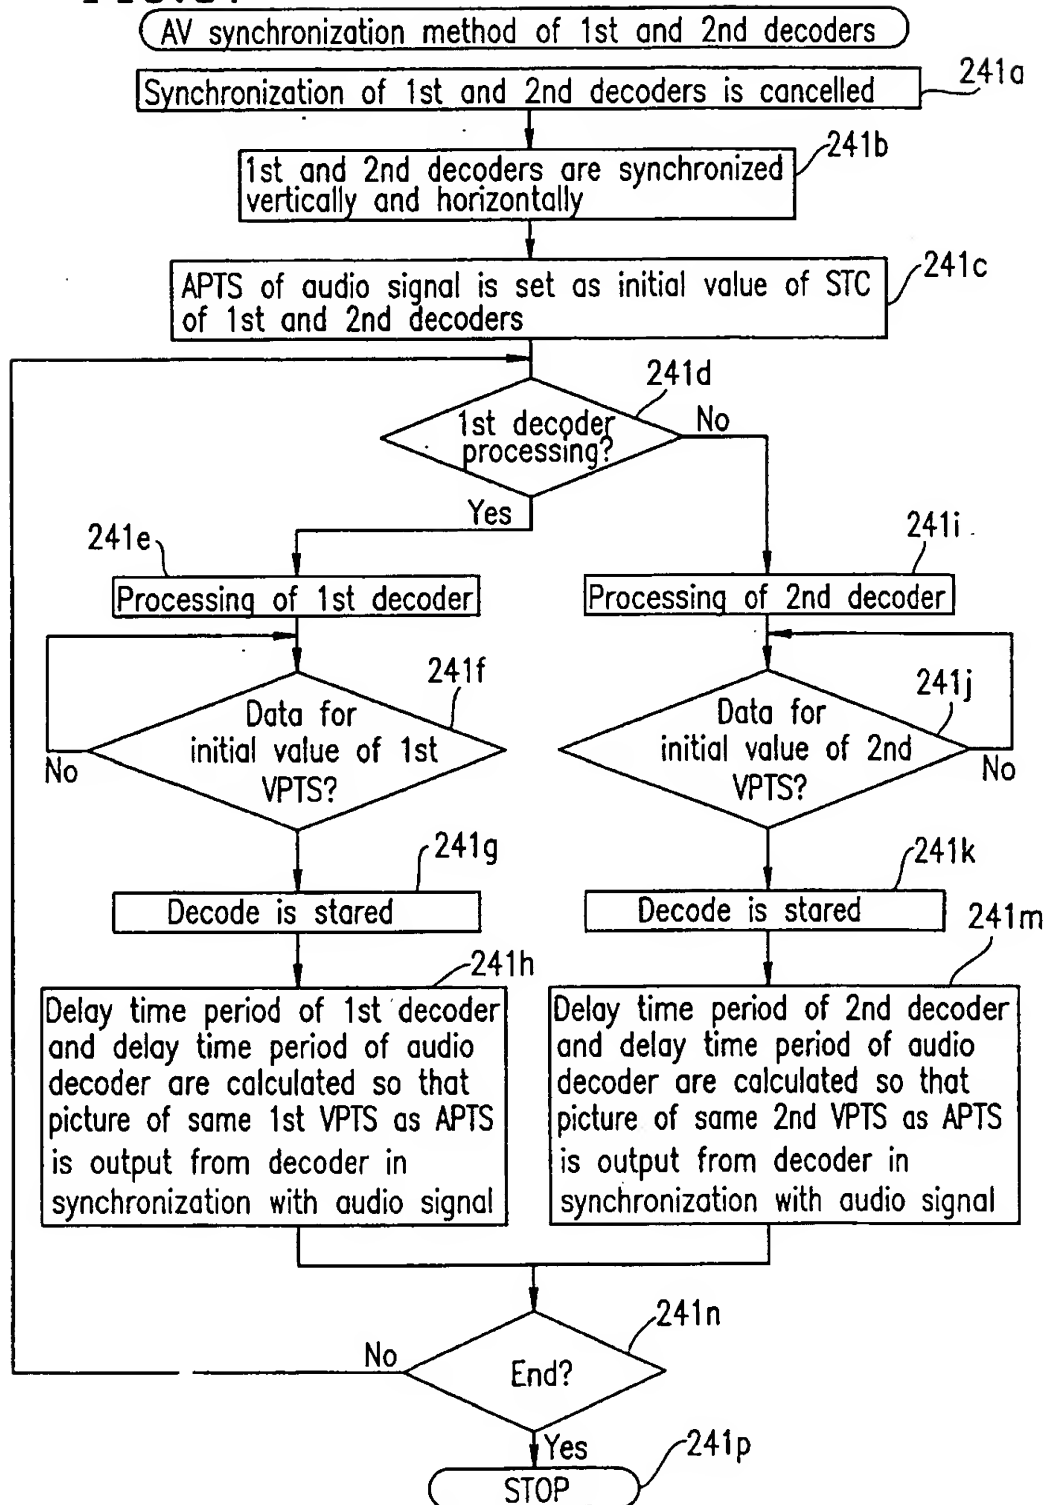 AV synchronization method of 1st and 2nd decoders
Synchronization of 1st and 2nd decoders is cancelled
241a
1st and 2nd decoders are synchronized
vertically and horizontally
241b
APTS of audio signal is set as initial value of STC
of 1st and 2nd decoders
241c
1st decoder
processing?
241d
No
Yes
241e
Processing of 1st decoder
241i
Processing of 2nd decoder
241f
Data for
initial value of 1st
VPTS?
No
241j
Data for
initial value of 2nd
VPTS?
No
241g
Decode is stared
241k
Decode is stared
241h
Delay time period of 1st decoder
and delay time period of audio
decoder are calculated so that
picture of same 1st VPTS as APTS
is output from decoder in
synchronization with audio signal
241m
Delay time period of 2nd decoder
and delay time period of audio
decoder are calculated so that
picture of same 2nd VPTS as APTS
is output from decoder in
synchronization with audio signal
241n
End?
No
Yes
241p
STOP